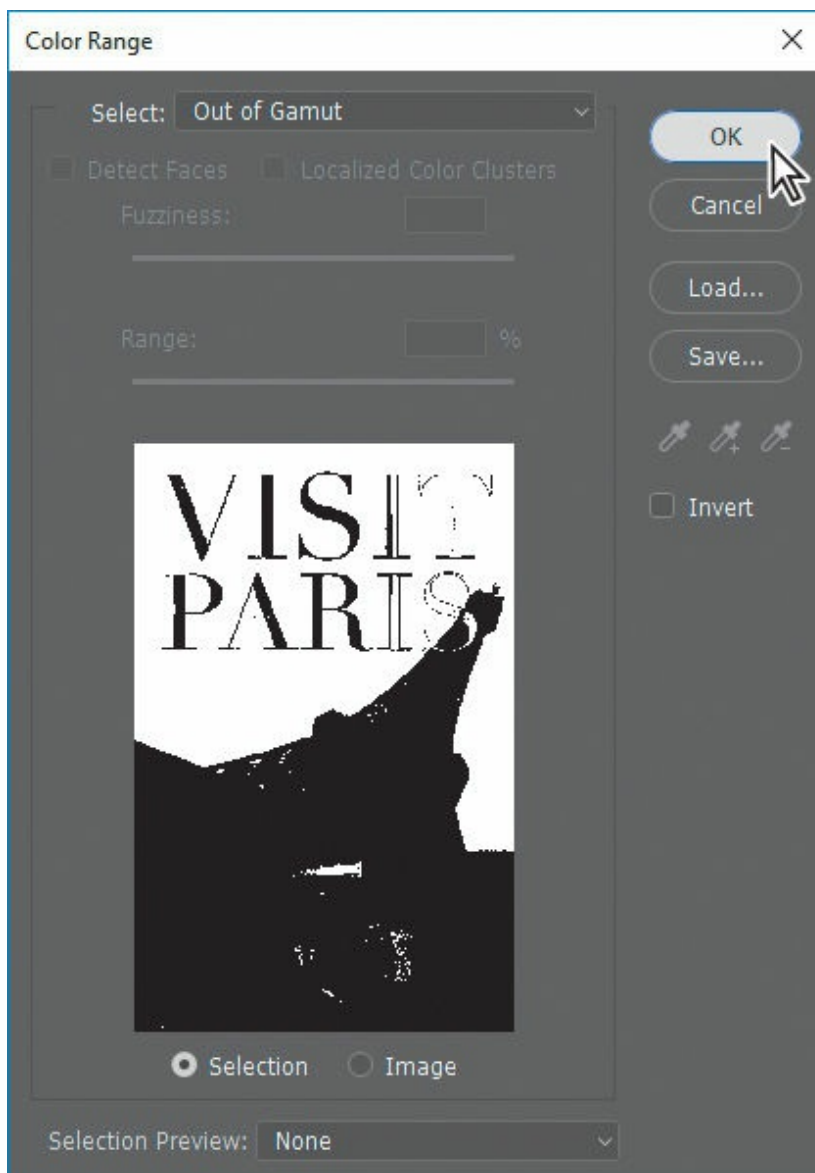 Color Range
Select: Out of Gamut
OK
Detect Faces Localized Color Clusters
Cancel
Fuzziness:
Load...
Range: %
Save...
Invert
VISIT
PARIS
Selection Image
Selection Preview: None